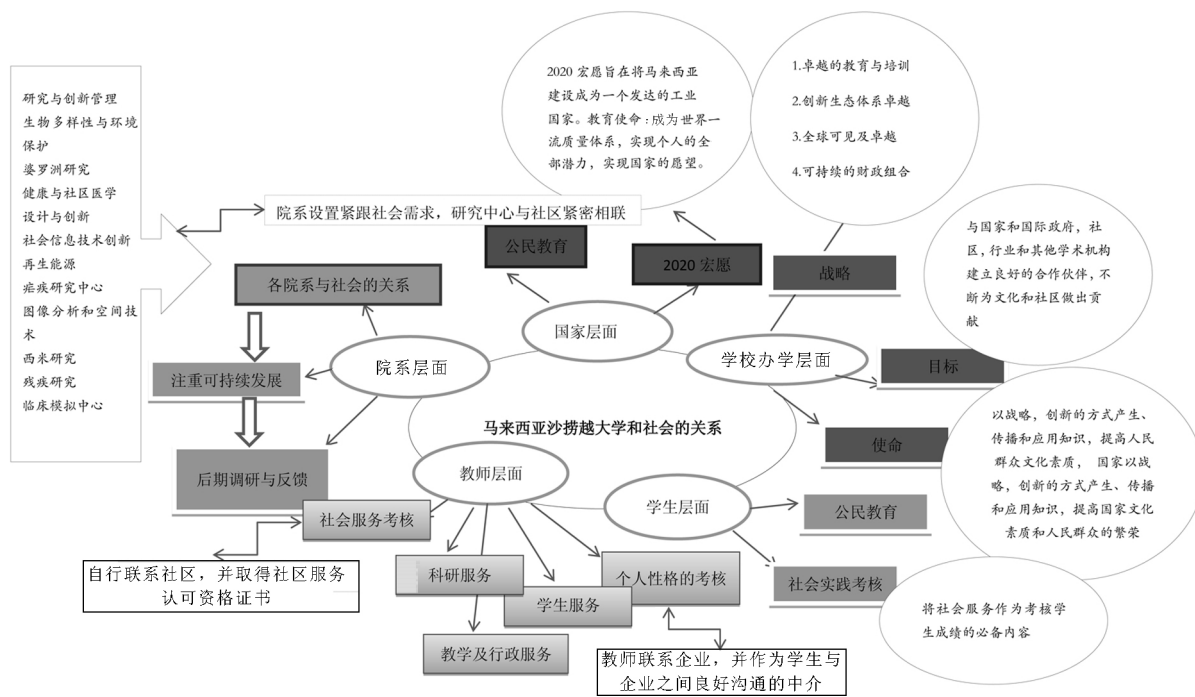 研究与创新管理
生物多样性与环境
保护
婆罗洲研究
健康与社区医学
设计与创新
社会信息技术创新
再生能源
疟疾研究中心
图像分析和空间技
术
西米研究
残疾研究
临床模拟中心
2020 宏愿旨在将马来西亚
建设成为一个发达的工业
国家。教育使命:成为世界一
流质量体系,实现个人的全
部潜力,实现国家的愿望。
1.卓越的教育与培训
2.创新生态体系卓越
3.全球可见及卓越
4.可持续的财政组合
院系设置紧跟社会需求,研究中心与社区紧密相联
公民教育
2020 宏愿
战略
与国家和国际政府,社
区,行业和其他学术机构
建立良好的合作伙伴,不
断为文化和社区做出贡
献
各院系与社会的关系
国家层面
院系层面
学校办学层面
目标
注重可持续发展
马来西亚沙捞越大学和社会的关系
使命
以战略,创新的方式产生、
传播和应用知识,提高人民
群众文化素质, 国家以战
略,创新的方式产生、传播
和应用知识,提高国家文化
素质和人民群众的繁荣
后期调研与反馈
教师层面
学生层面
公民教育
社会服务考核
自行联系社区,并取得社区服务
认可资格证书
科研服务
学生服务
个人性格的考核
社会实践考核
将社会服务作为考核学
生成绩的必备内容
教学及行政服务
教师联系企业,并作为学生与
企业之间良好沟通的中介